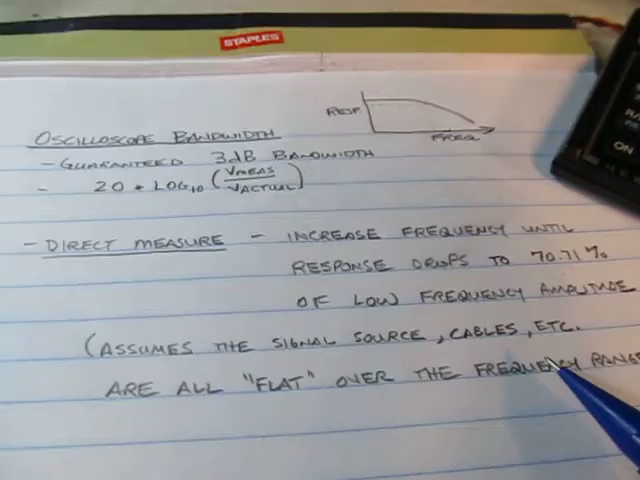 STAPLES
RESP
FREQ
OSCILLOSCOPE BANDWIDTH
- GUARANTEED 3dB BANDWIDTH
- 20 * LOG10 (VMEAS / VACTUAL)
- DIRECT MEASURE - INCREASE FREQUENCY UNTIL
RESPONSE DROPS TO 70.71%
OF LOW FREQUENCY AMPLITUDE
(ASSUMES THE SIGNAL SOURCE, CABLES, ETC.
ARE ALL "FLAT" OVER THE FREQUENCY RANGE
ON